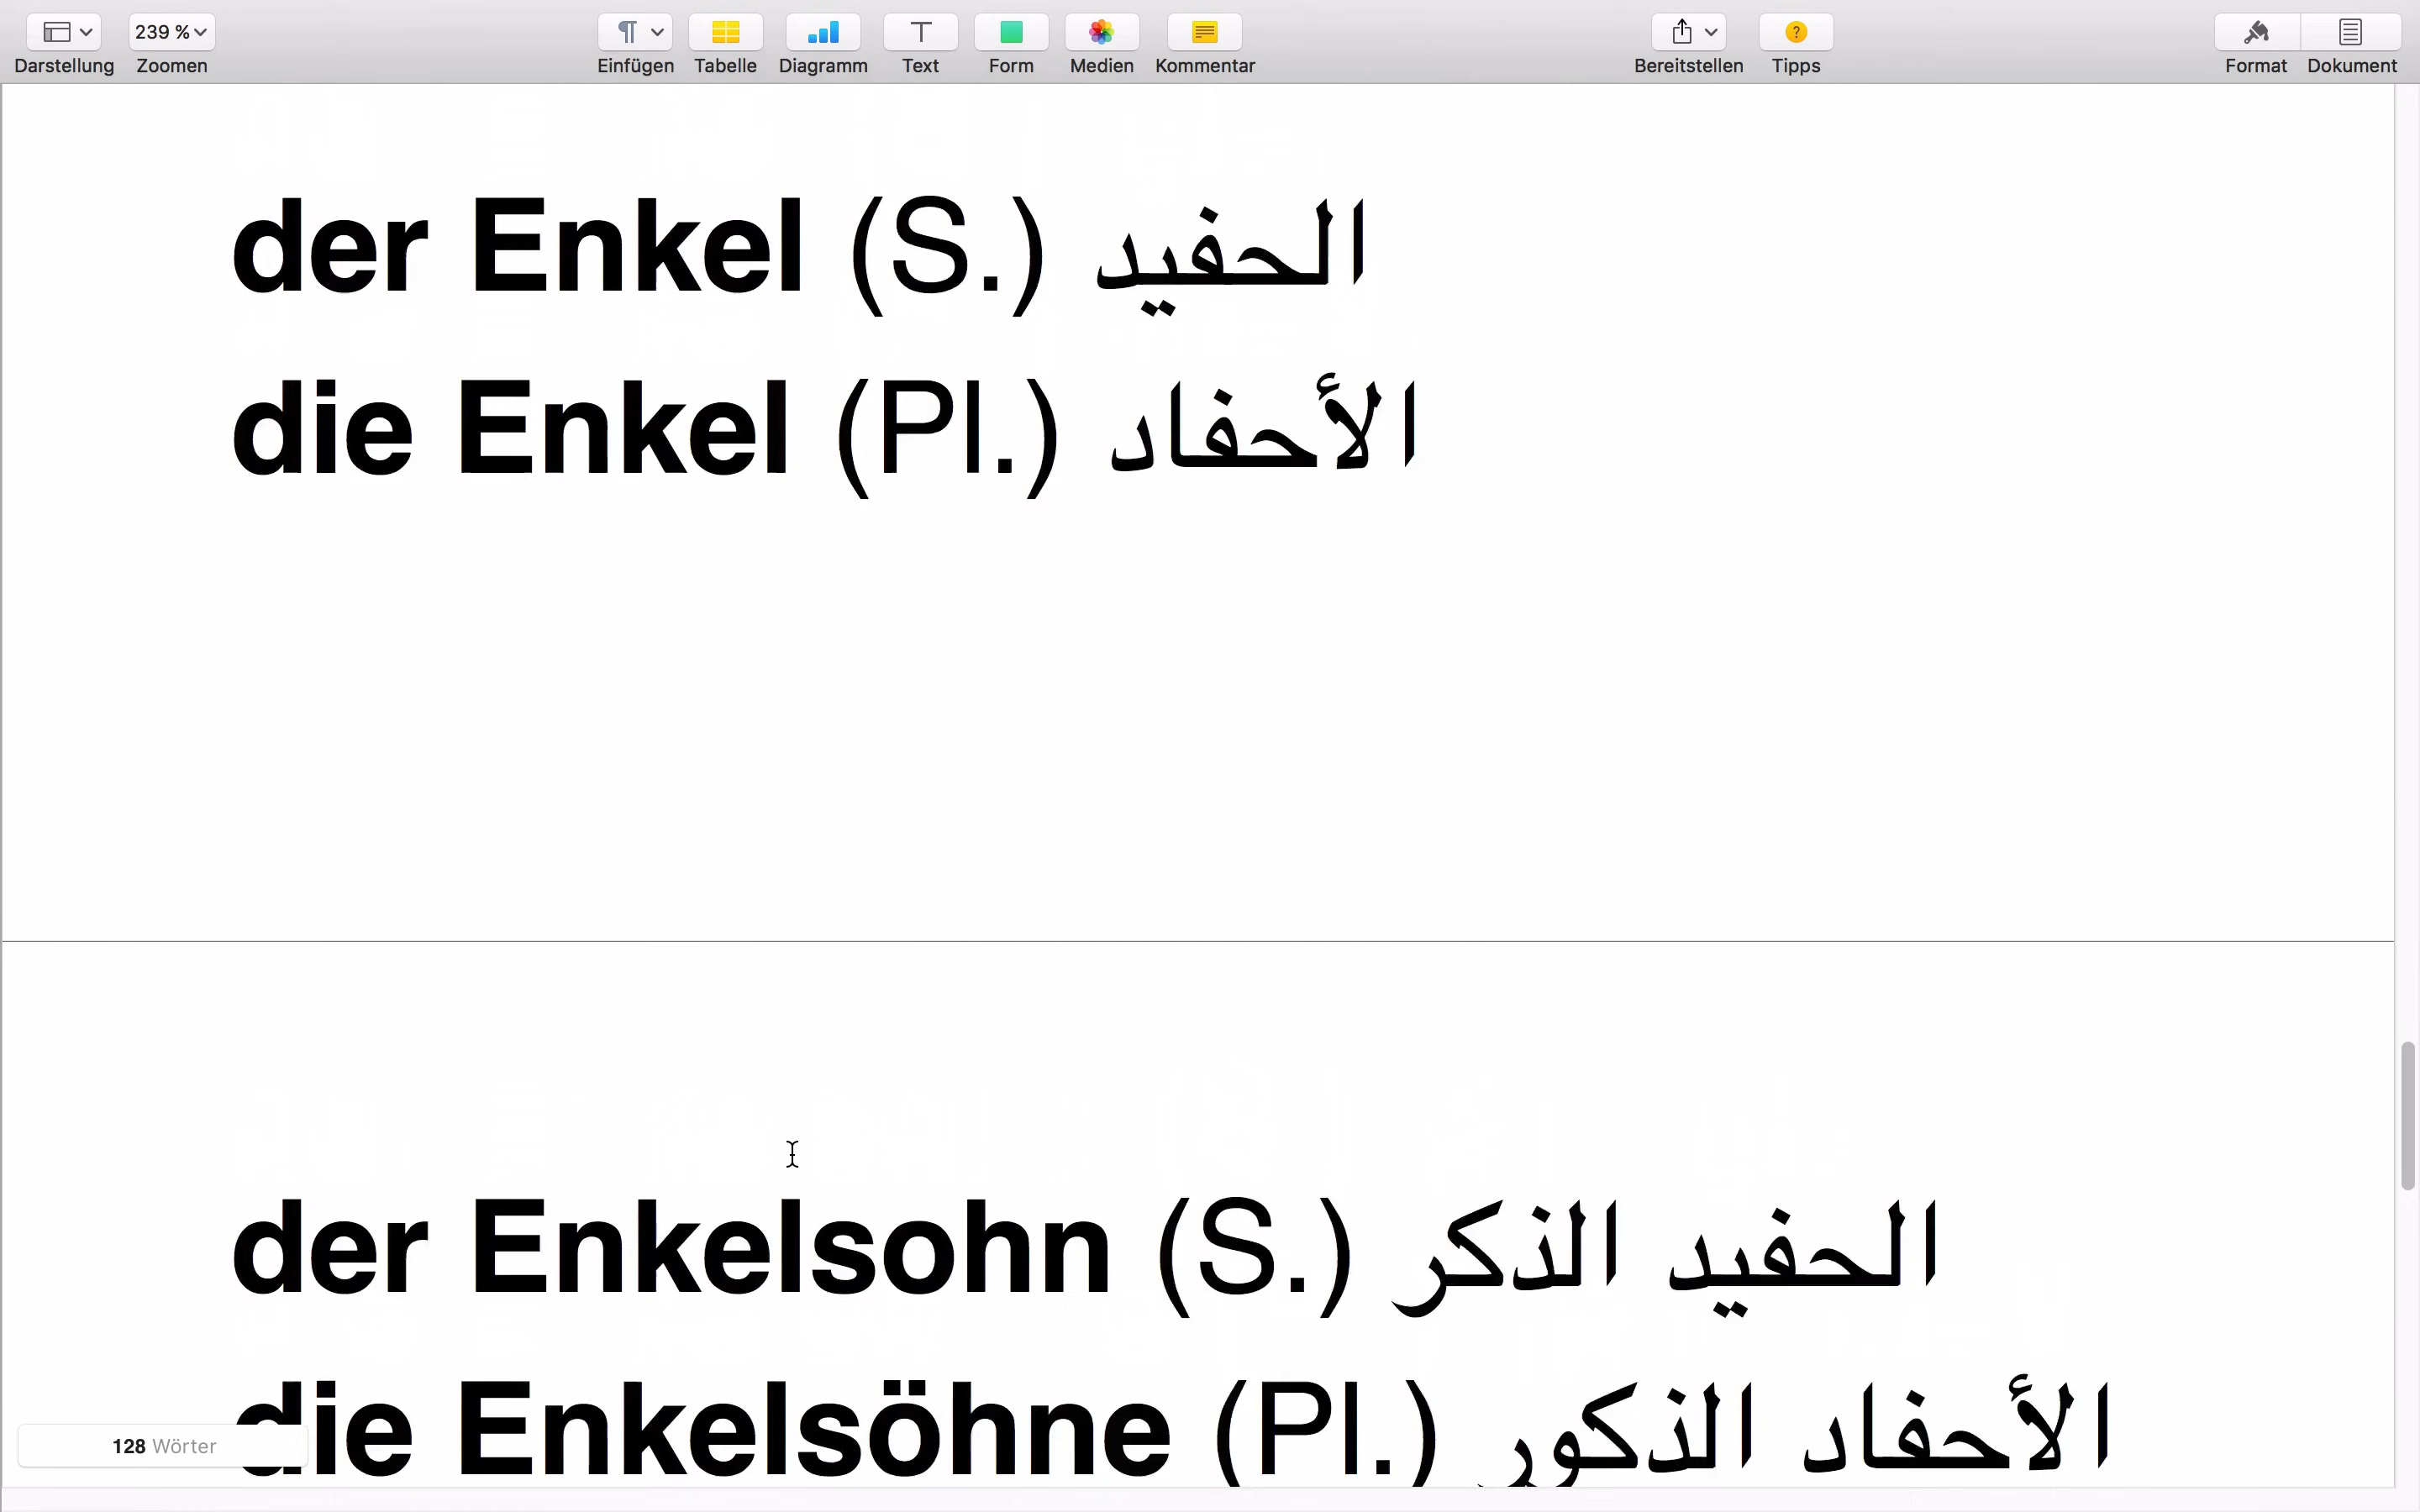 239 %
Darstellung Zoomen Einfügen Tabelle Diagramm Text Form Medien Kommentar Bereitstellen Tipps Format Dokument
der Enkel (S.) الحفيد
die Enkel (Pl.) الأحفاد
der Enkelsohn (S.) الحفيد الذكر
die Enkelsöhne (Pl.) الأحفاد الذكور
128 Wörter